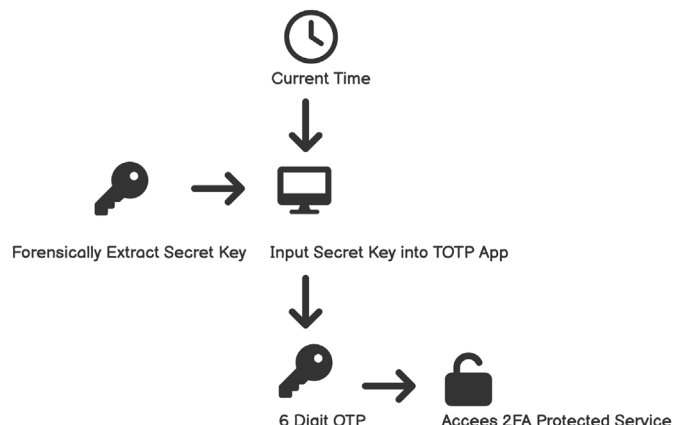 Current Time
Forensically Extract Secret Key
Input Secret Key into TOTP App
6 Digit OTP
Accees 2FA Protected Service